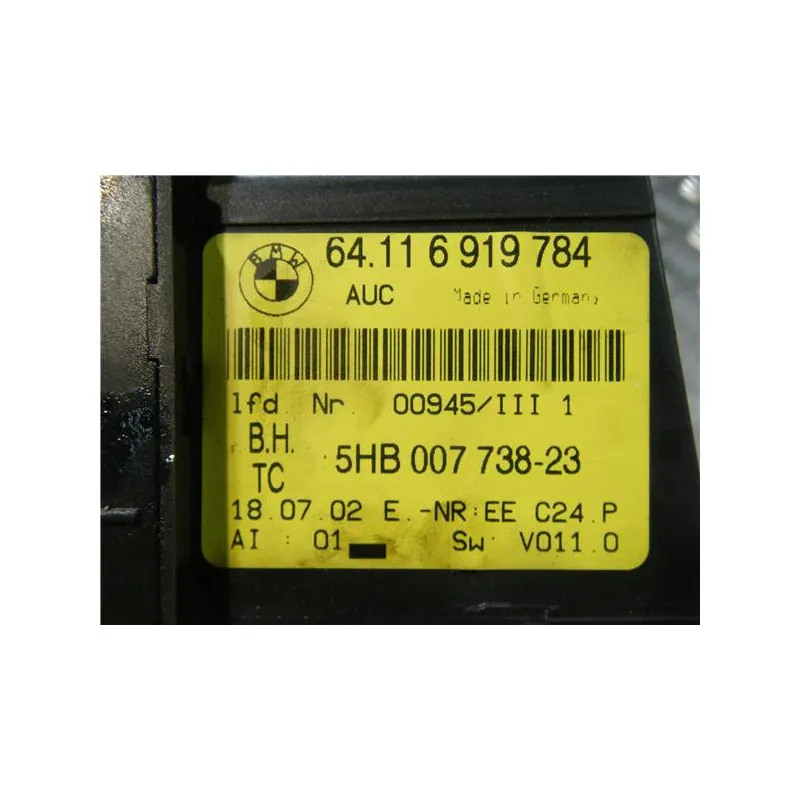 BMW
64.11 6 919 784
AUC Made in Germany
lfd. Nr. 00945/III 1
B.H.
TC
5HB 007 738-23
18.07.02 E.-NR:EE C24.P
AI : 01 Sw: V011.0